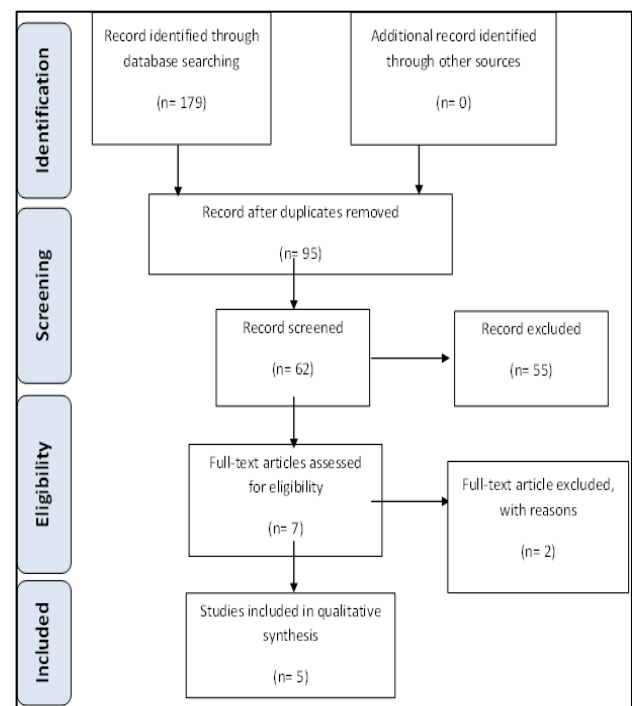 Identification
Record identified through
database searching
(n= 179)
Additional record identified
through other sources
(n= 0)
Screening
Record after duplicates removed
(n= 95)
Record screened
(n= 62)
Record excluded
(n= 55)
Eligibility
Full-text articles assessed
for eligibility
(n= 7)
Full-text article excluded,
with reasons
(n= 2)
Included
Studies included in qualitative
synthesis
(n= 5)